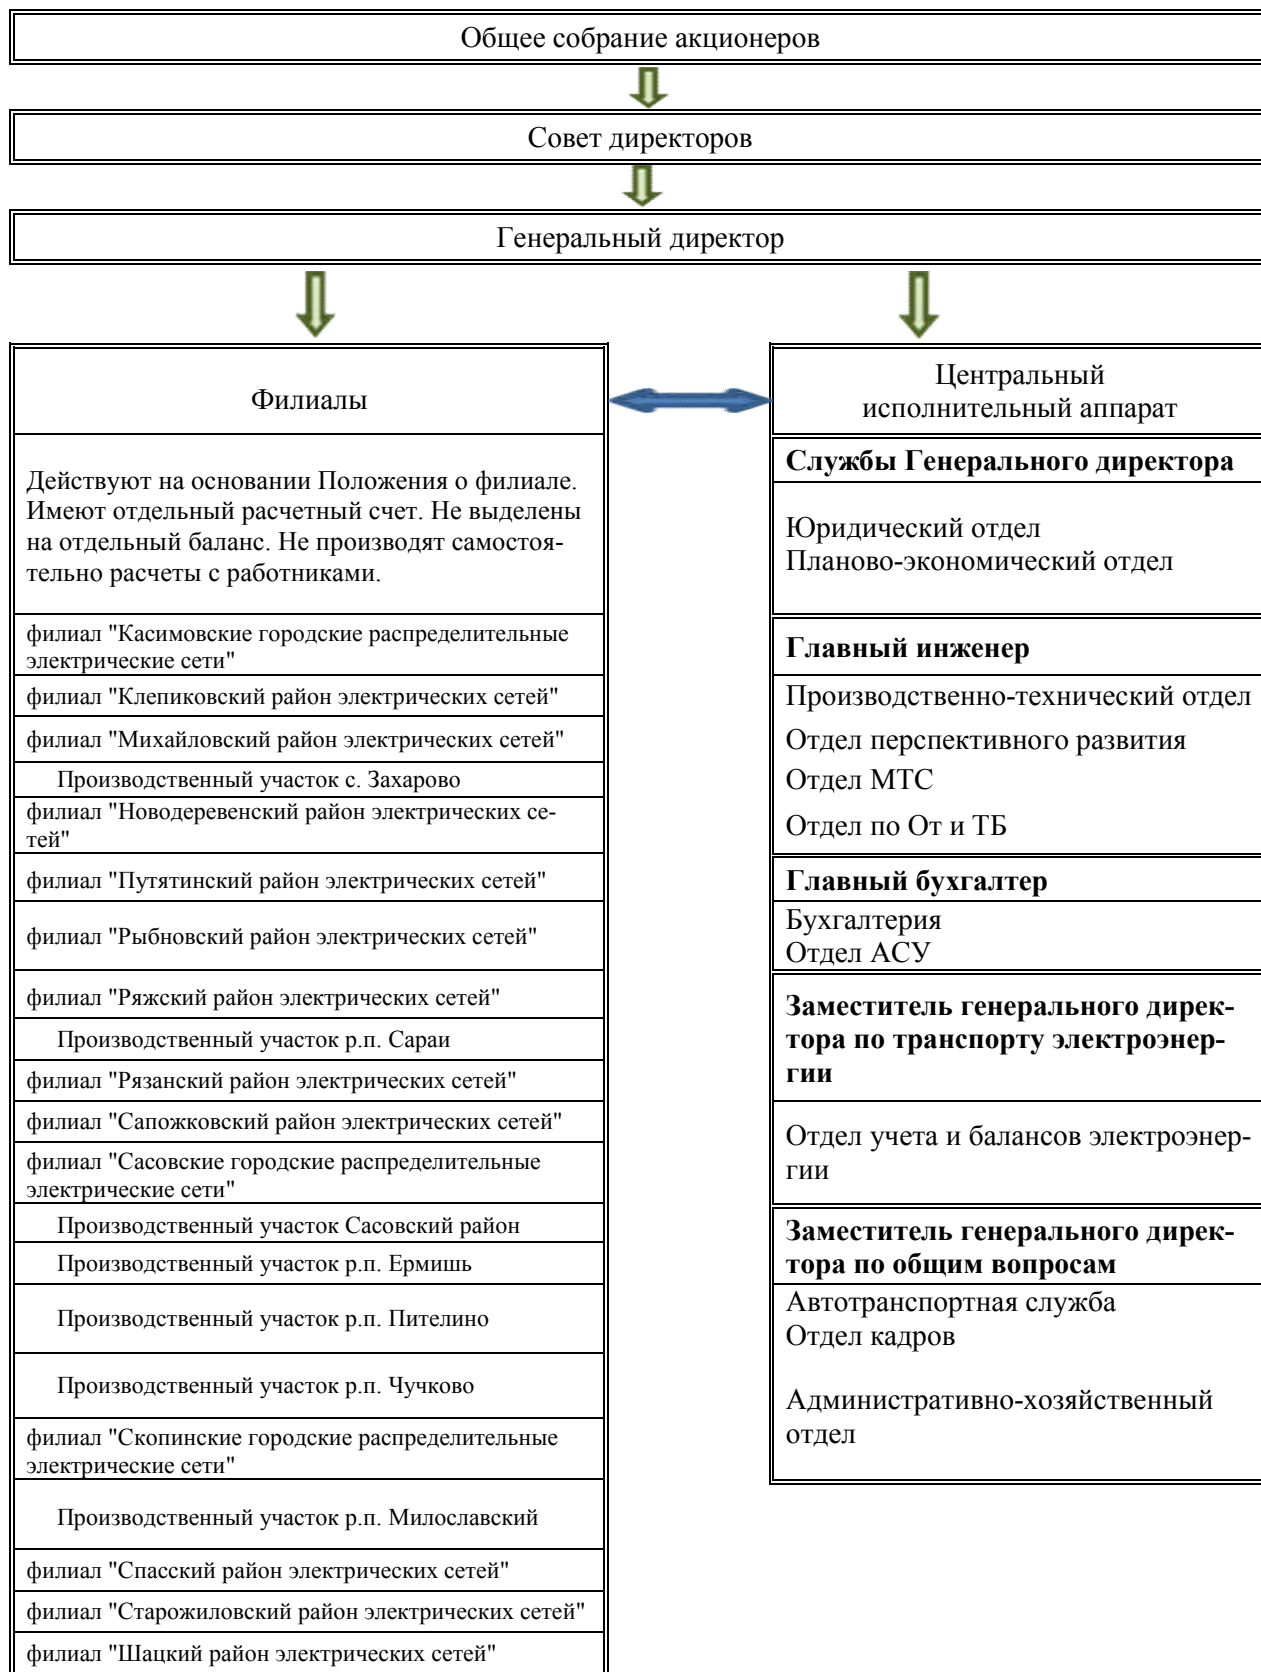 Общее собрание акционеров
Совет директоров
Генеральный директор
Филиалы
Действуют на основании Положения о филиале.
Имеют отдельный расчетный счет. Не выделены
на отдельный баланс. Не производят самостоя-
тельно расчеты с работниками.
филиал "Касимовские городские распределительные
электрические сети"
филиал "Клепиковский район электрических сетей"
филиал "Михайловский район электрических сетей"
Производственный участок с. Захарово
филиал "Новодеревенский район электрических се-
тей"
филиал "Путятинский район электрических сетей"
филиал "Рыбновский район электрических сетей"
филиал "Ряжский район электрических сетей"
Производственный участок р.п. Сараи
филиал "Рязанский район электрических сетей"
филиал "Сапожковский район электрических сетей"
филиал "Сасовские городские распределительные
электрические сети"
Производственный участок Сасовский район
Производственный участок р.п. Ермишь
Производственный участок р.п. Пителино
Производственный участок р.п. Чучково
филиал "Скопинские городские распределительные
электрические сети"
Производственный участок р.п. Милославский
филиал "Спасский район электрических сетей"
филиал "Старожиловский район электрических сетей"
филиал "Шацкий район электрических сетей"
Центральный
исполнительный аппарат
Службы Генерального директора
Юридический отдел
Планово-экономический отдел
Главный инженер
Производственно-технический отдел
Отдел перспективного развития
Отдел МТС
Отдел по От и ТБ
Главный бухгалтер
Бухгалтерия
Отдел АСУ
Заместитель генерального дирек-
тора по транспорту электроэнер-
гии
Отдел учета и балансов электроэнер-
гии
Заместитель генерального дирек-
тора по общим вопросам
Автотранспортная служба
Отдел кадров
Административно-хозяйственный
отдел